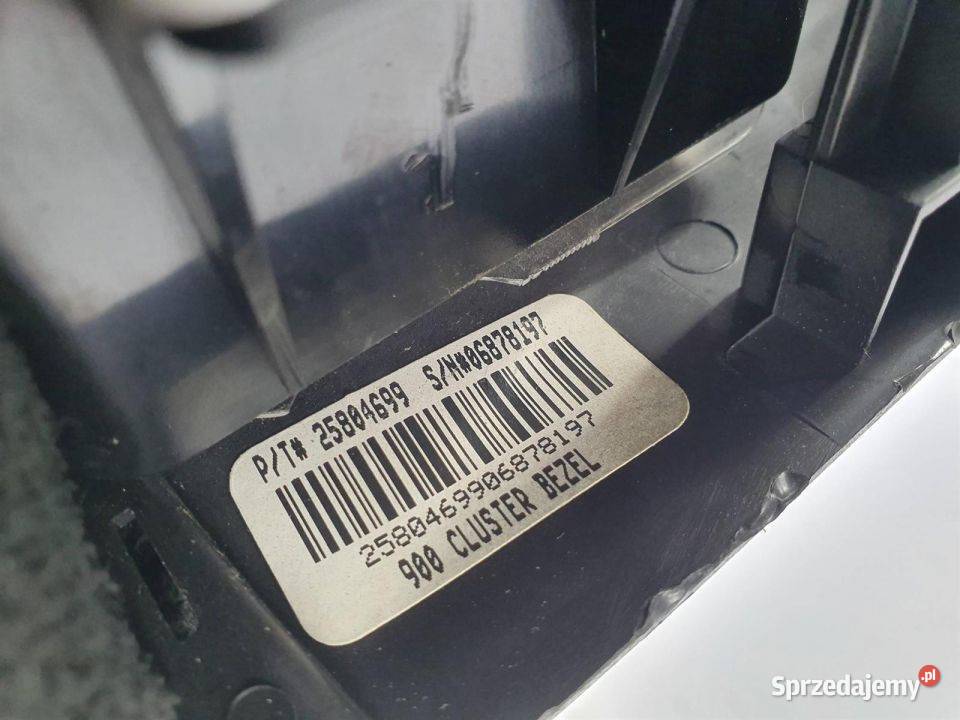 P/T# 25804699 S/N#06878197
2580469906878197
900 CLUSTER BEZEL
Sprzedajemy.pl